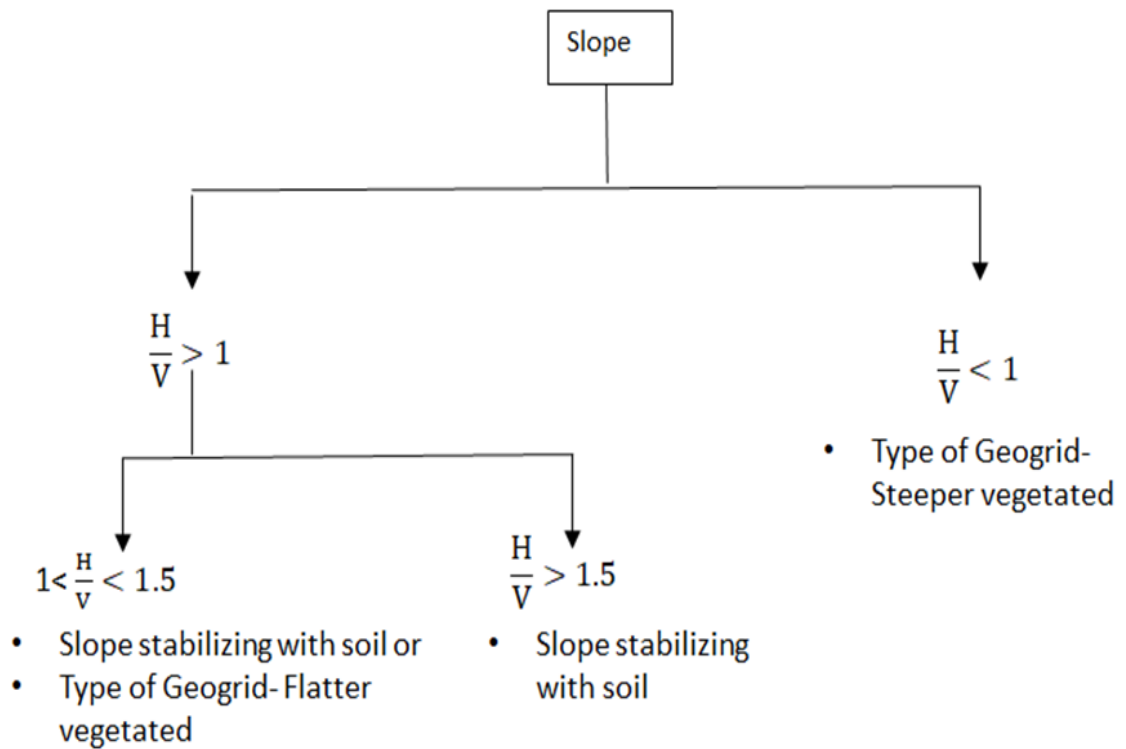 Slope
H/V > 1
H/V < 1
• Type of Geogrid-
Steeper vegetated
1< H/V < 1.5
• Slope stabilizing with soil or
• Type of Geogrid- Flatter
vegetated
H/V > 1.5
• Slope stabilizing
with soil